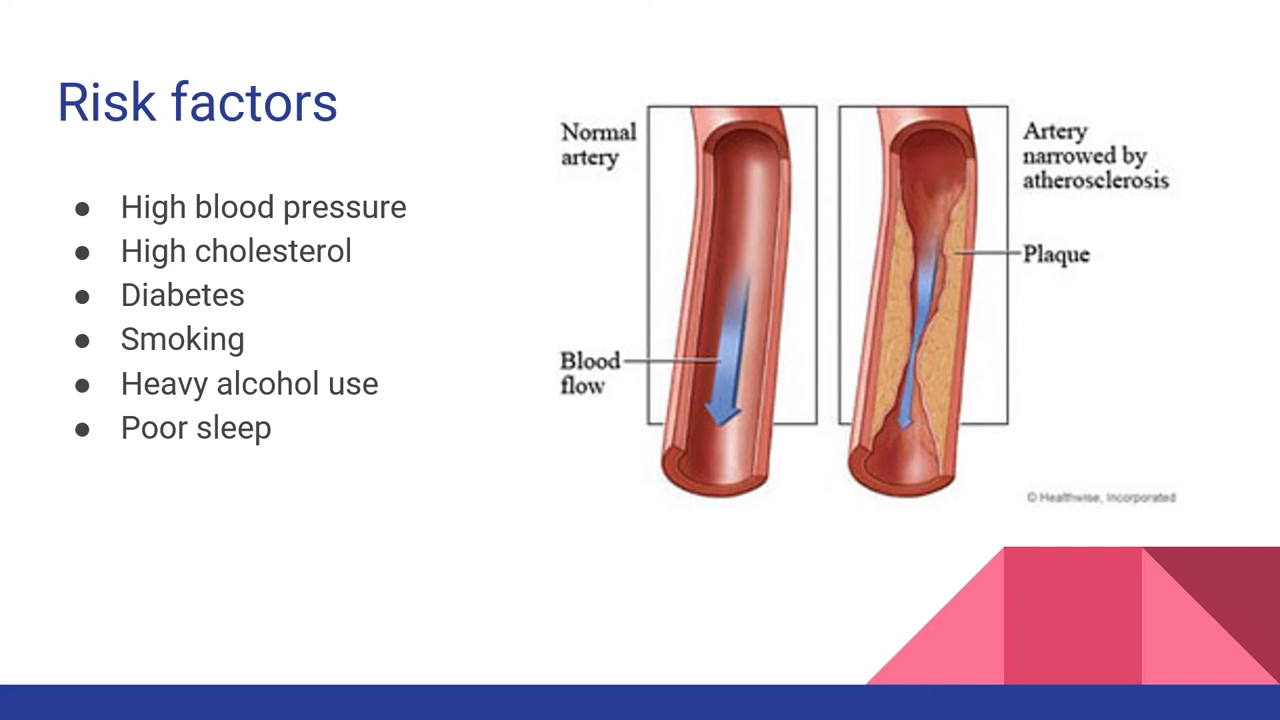 Risk factors
● High blood pressure
● High cholesterol
● Diabetes
● Smoking
● Heavy alcohol use
● Poor sleep
Normal
artery
Blood
flow
Artery
narrowed by
atherosclerosis
Plaque
© Healthwise, Incorporated